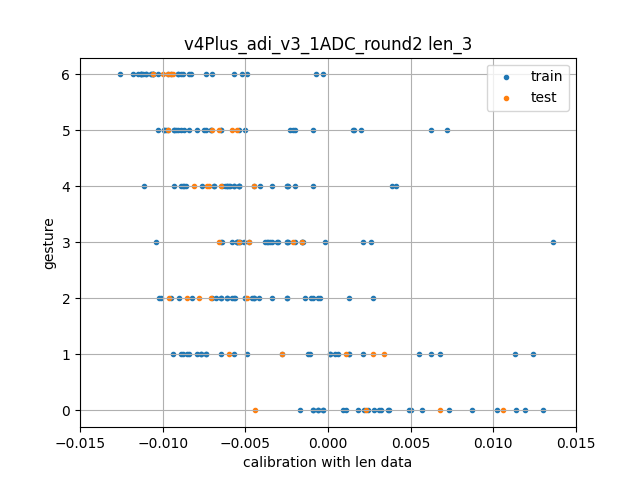 v4Plus_adi_v3_1ADC_round2 len_3
train
test
gesture
6
5
4
3
2
1
0
−0.015 −0.010 −0.005 0.000 0.005 0.010 0.015
calibration with len data